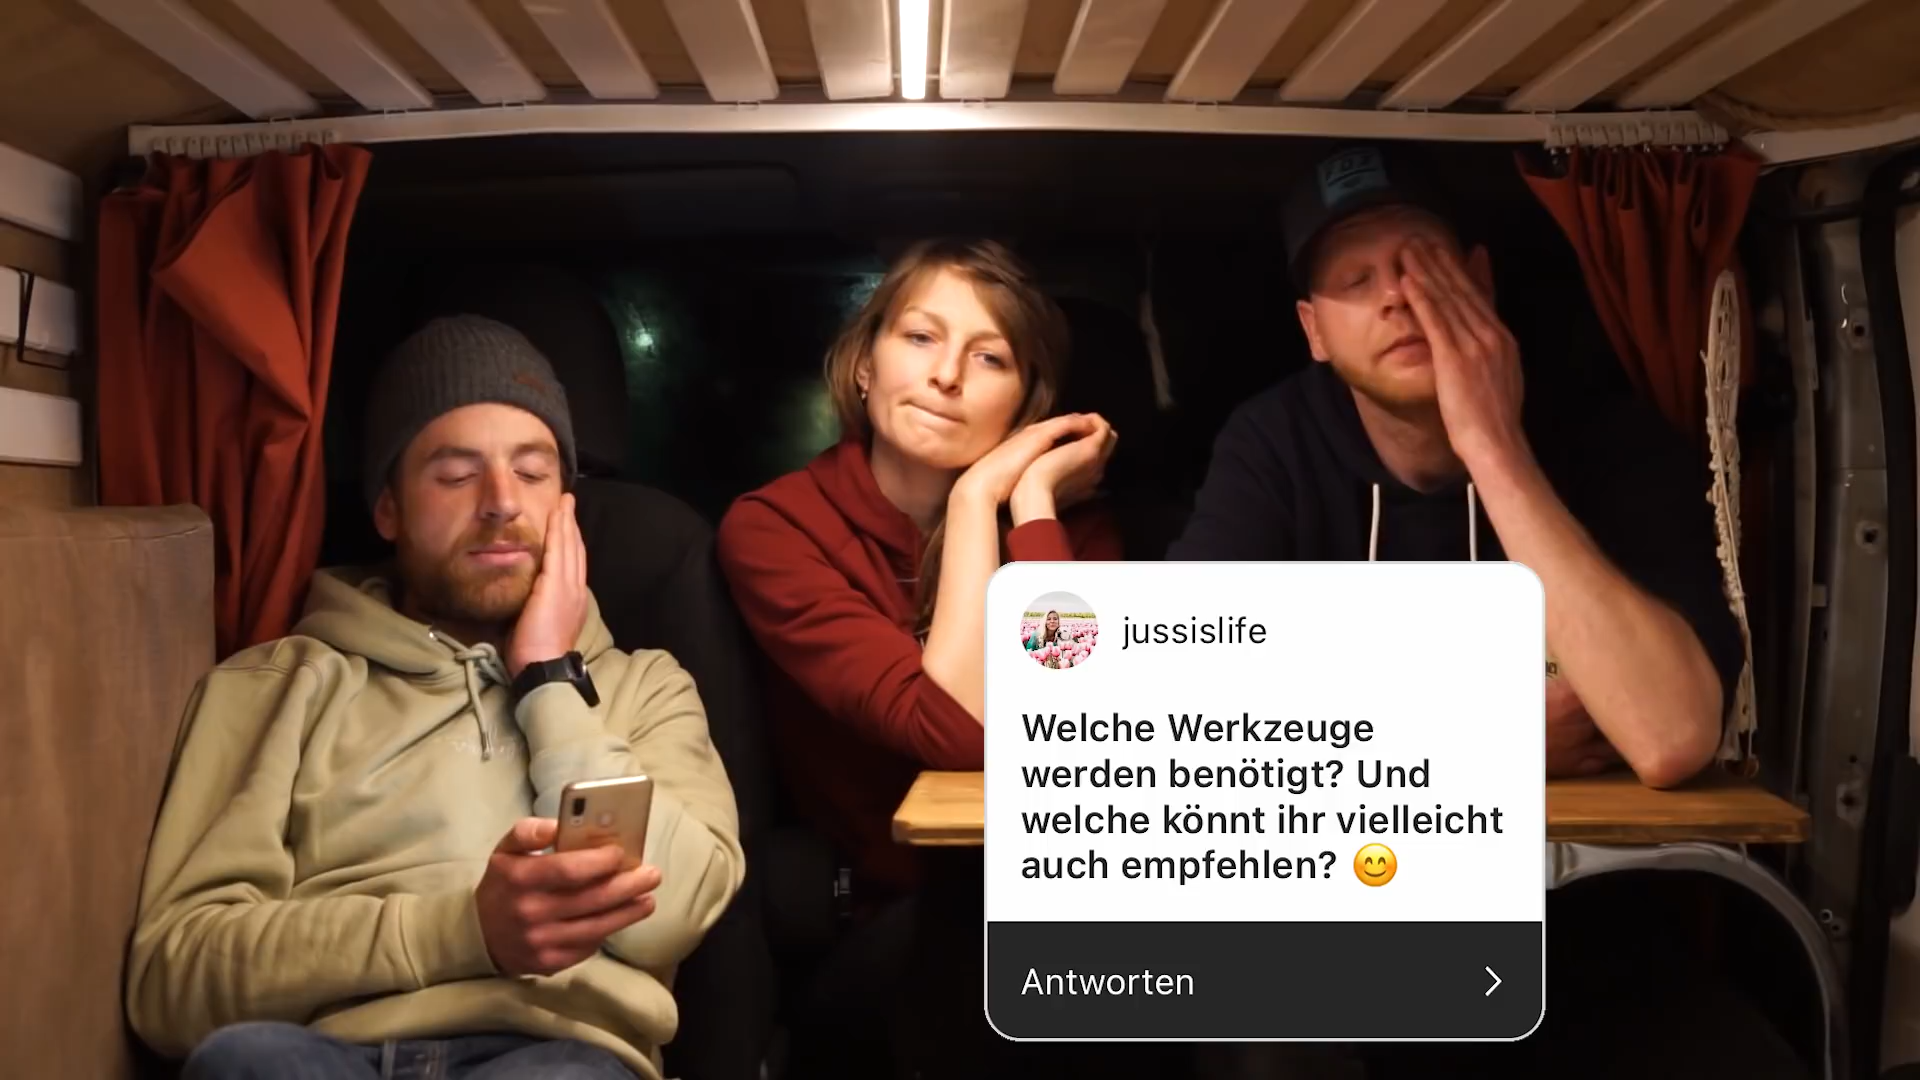 jussislife
Welche Werkzeuge
werden benötigt? Und
welche könnt ihr vielleicht
auch empfehlen? 😊
Antworten